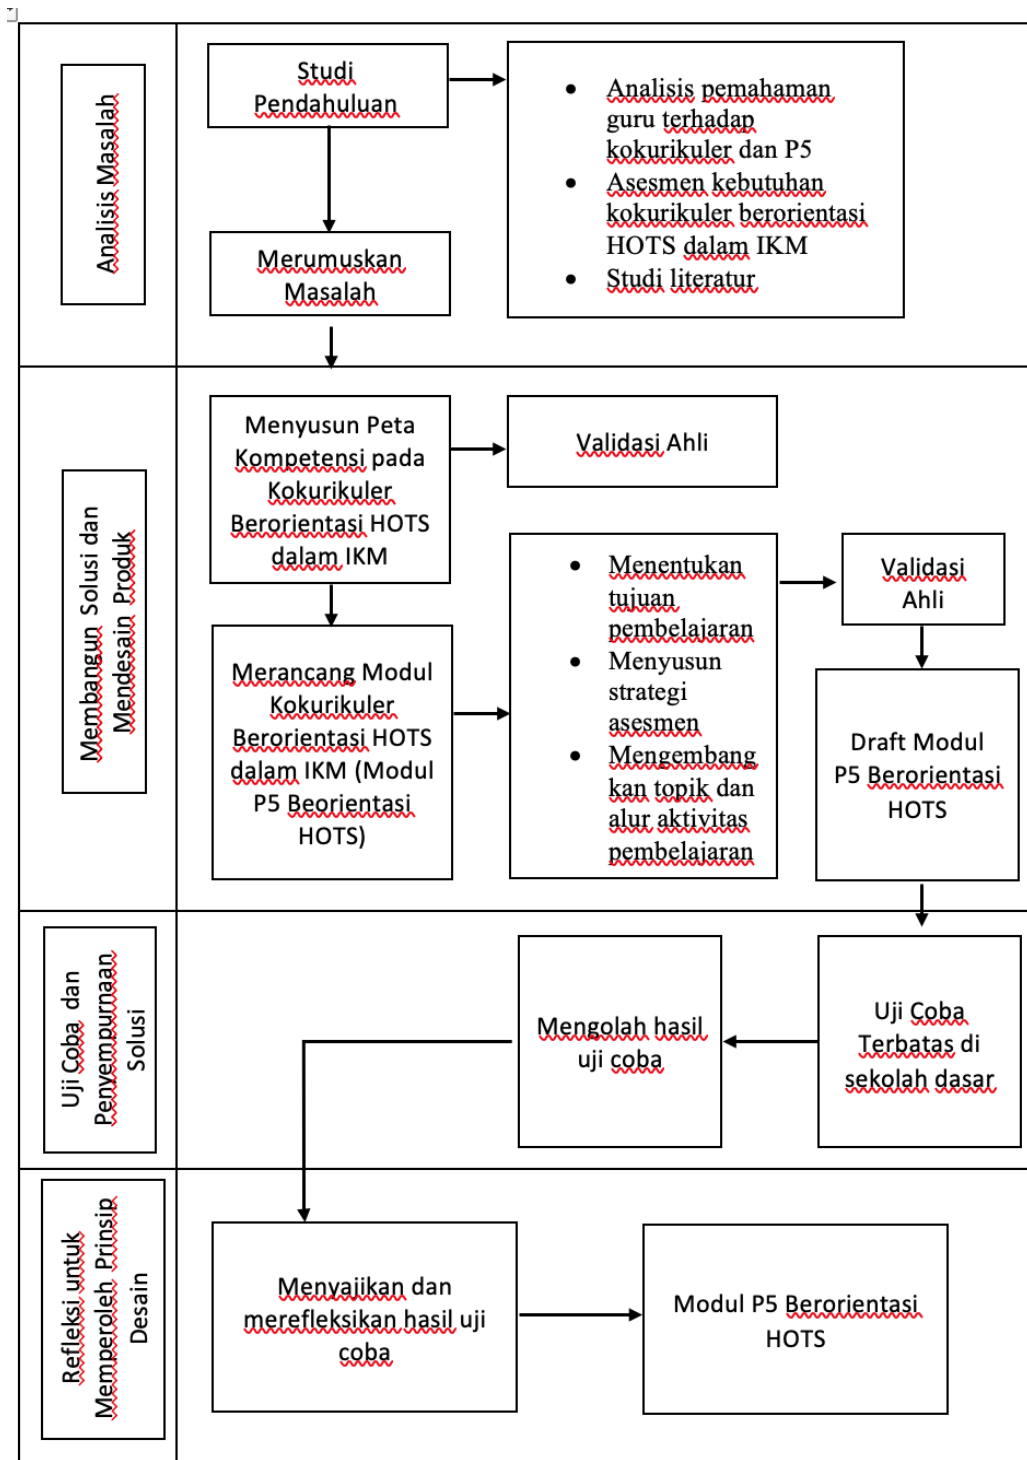 Analisis Masalah
Studi
Pendahuluan
• Analisis pemahaman
guru terhadap
kokurikuler dan P5
• Asesmen kebutuhan
kokurikuler berorientasi
HOTS dalam IKM
• Studi literatur
Merumuskan
Masalah
Membangun Solusi dan
Mendesain Produk
Menyusun Peta
Kompetensi pada
Kokurikuler
Berorientasi HOTS
dalam IKM
Validasi Ahli
Merancang Modul
Kokurikuler
Berorientasi HOTS
dalam IKM (Modul
P5 Beorientasi
HOTS)
• Menentukan
tujuan
pembelajaran
• Menyusun
strategi
asesmen
• Mengembang
kan topik dan
alur aktivitas
pembelajaran
Validasi
Ahli
Draft Modul
P5 Berorientasi
HOTS
Uji Coba dan
Penyempurnaan
Solusi
Mengolah hasil
uji coba
Uji Coba
Terbatas di
sekolah dasar
Refleksi untuk
Memperoleh Prinsip
Desain
Menyajikan dan
merefleksikan hasil uji
coba
Modul P5 Berorientasi
HOTS